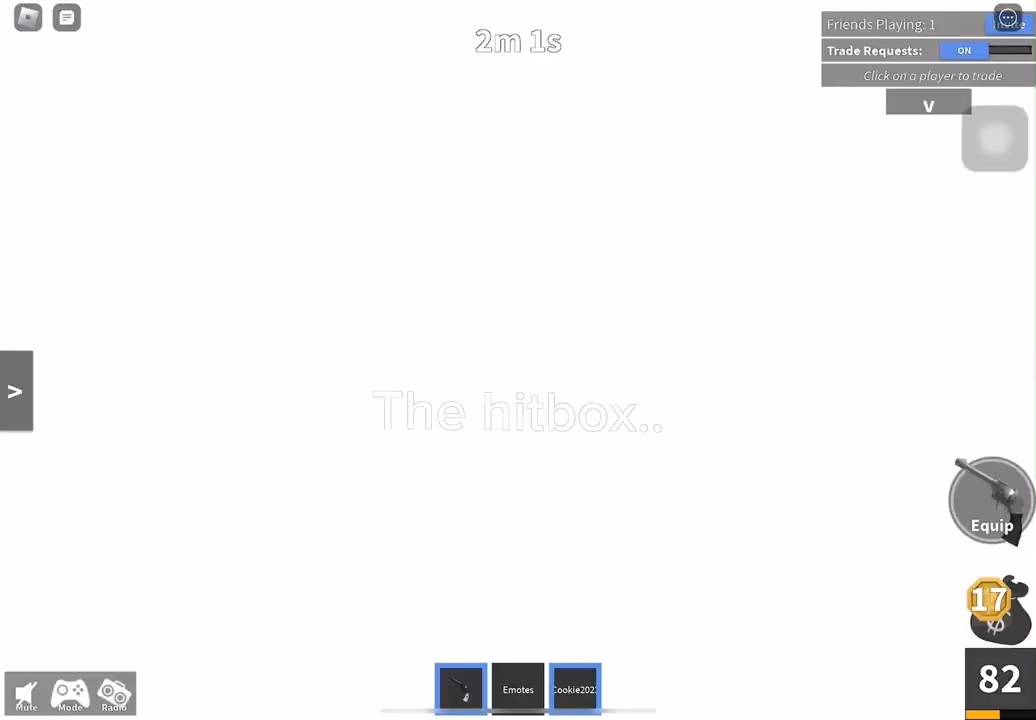 Friends Playing: 1
2m 1s
Trade Requests:
ON
Click on a player to trade
v
>
The hitbox..
Equip
17
$
82
Mute
Mode
Radio
Emotes